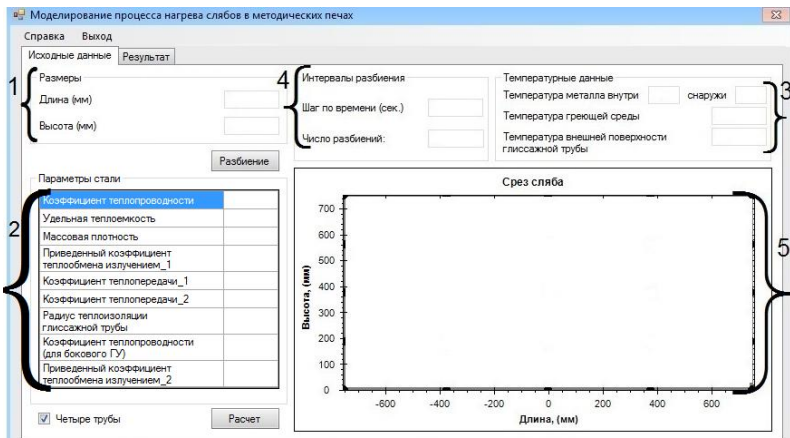 Моделирование процесса нагрева слябов в методических печах
Справка Выход
Исходные данные Результат
1
Размеры
Длина (мм)
Высота (мм)
4
Интервалы разбиения
Шаг по времени (сек.)
Число разбиений:
Температурные данные
Температура металла внутри снаружи
Температура греющей среды
Температура внешней поверхности
глиссажной трубы
3
Разбиение
2
Параметры стали
Коэффициент теплопроводности
Удельная теплоемкость
Массовая плотность
Приведенный коэффициент
теплообмена излучением_1
Коэффициент теплопередачи_1
Коэффициент теплопередачи_2
Радиус теплоизоляции
глиссажной трубы
Коэффициент теплопроводности
(для бокового ГУ)
Приведенный коэффициент
теплообмена излучением_2
Четыре трубы
Расчет
Срез сляба
Высота, (мм)
700
600
500
400
300
200
100
0
-600 -400 -200 0 200 400 600
Длина, (мм)
5